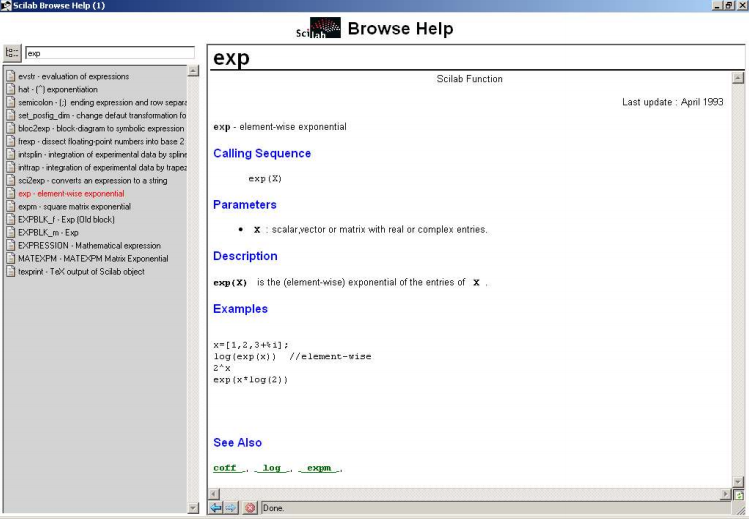 Scilab Browse Help (1)
Scilab Browse Help
exp
evstr - evaluation of expressions
hat - (^) exponentiation
semicolon - (;) ending expression and row separa
set_posfig_dim - change defaut transformation fo
bloc2exp - block-diagram to symbolic expression
frexp - dissect floating-point numbers into base 2
intsplin - integration of experimental data by spline
inttrap - integration of experimental data by trapez
sci2exp - converts an expression to a string
exp - element-wise exponential
expm - square matrix exponential
EXPBLK_f - Exp (Old block)
EXPBLK_m - Exp
EXPRESSION - Mathematical expression
MATEXPM - MATEXPM Matrix Exponential
texprint - TeX output of Scilab object
exp
Scilab Function
Last update : April 1993
exp - element-wise exponential
Calling Sequence
exp(X)
Parameters
• X : scalar,vector or matrix with real or complex entries.
Description
exp(X) is the (element-wise) exponential of the entries of X .
Examples
x=[1,2,3+%i];
log(exp(x)) //element-wise
2^x
exp(x*log(2))
See Also
coff , log , expm ,
Done.